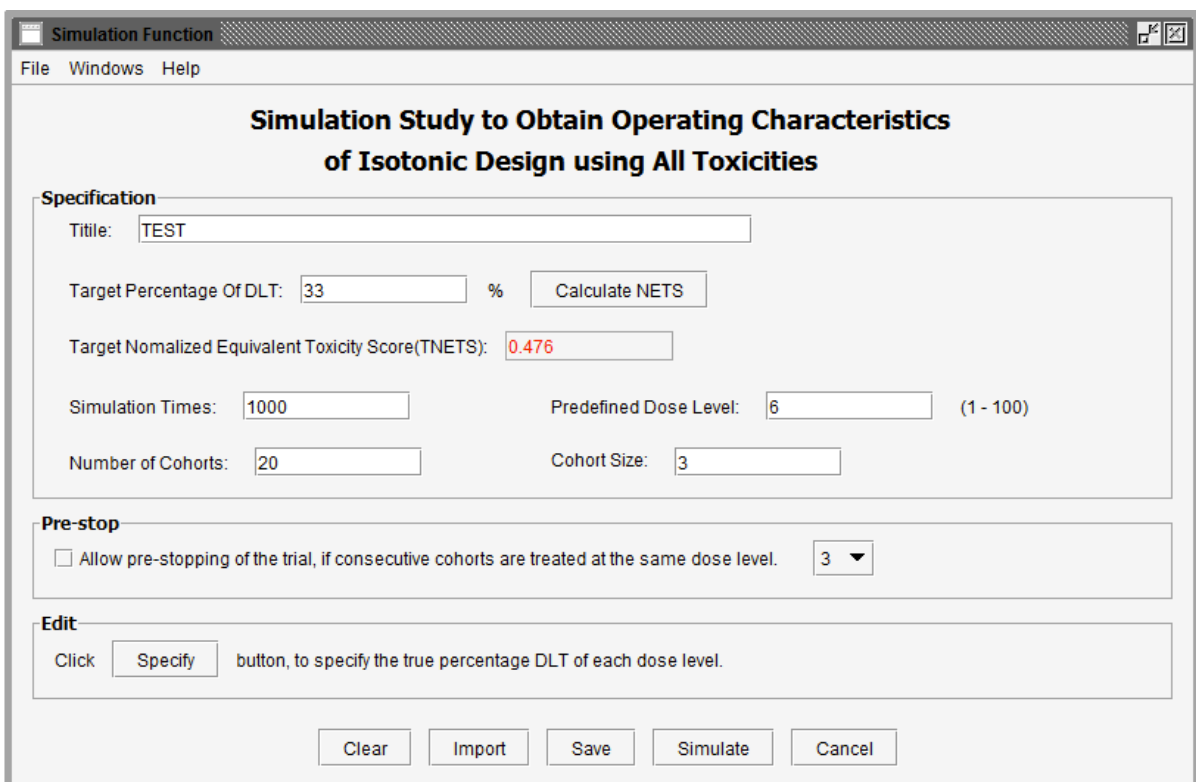 Simulation Function
File Windows Help
Simulation Study to Obtain Operating Characteristics
of Isotonic Design using All Toxicities
Specification
Titile: TEST
Target Percentage Of DLT: 33 % Calculate NETS
Target Nomalized Equivalent Toxicity Score(TNETS): 0.476
Simulation Times: 1000 Predefined Dose Level: 6 (1 - 100)
Number of Cohorts: 20 Cohort Size: 3
Pre-stop
Allow pre-stopping of the trial, if consecutive cohorts are treated at the same dose level. 3
Edit
Click Specify button, to specify the true percentage DLT of each dose level.
Clear Import Save Simulate Cancel